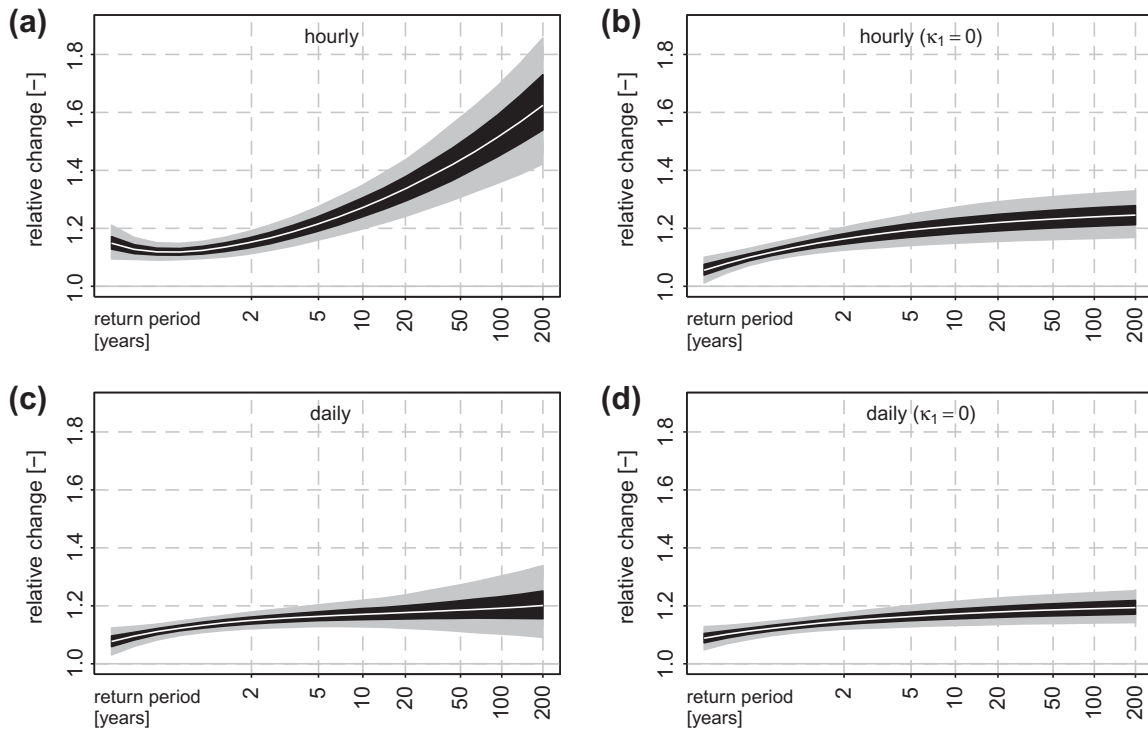 (a)
hourly
relative change [−]
1.0 1.2 1.4 1.6 1.8
return period
[years]
2 5 10 20 50 100 200
(b)
hourly (κ₁ = 0)
relative change [−]
1.0 1.2 1.4 1.6 1.8
return period
[years]
2 5 10 20 50 100 200
(c)
daily
relative change [−]
1.0 1.2 1.4 1.6 1.8
return period
[years]
2 5 10 20 50 100 200
(d)
daily (κ₁ = 0)
relative change [−]
1.0 1.2 1.4 1.6 1.8
return period
[years]
2 5 10 20 50 100 200